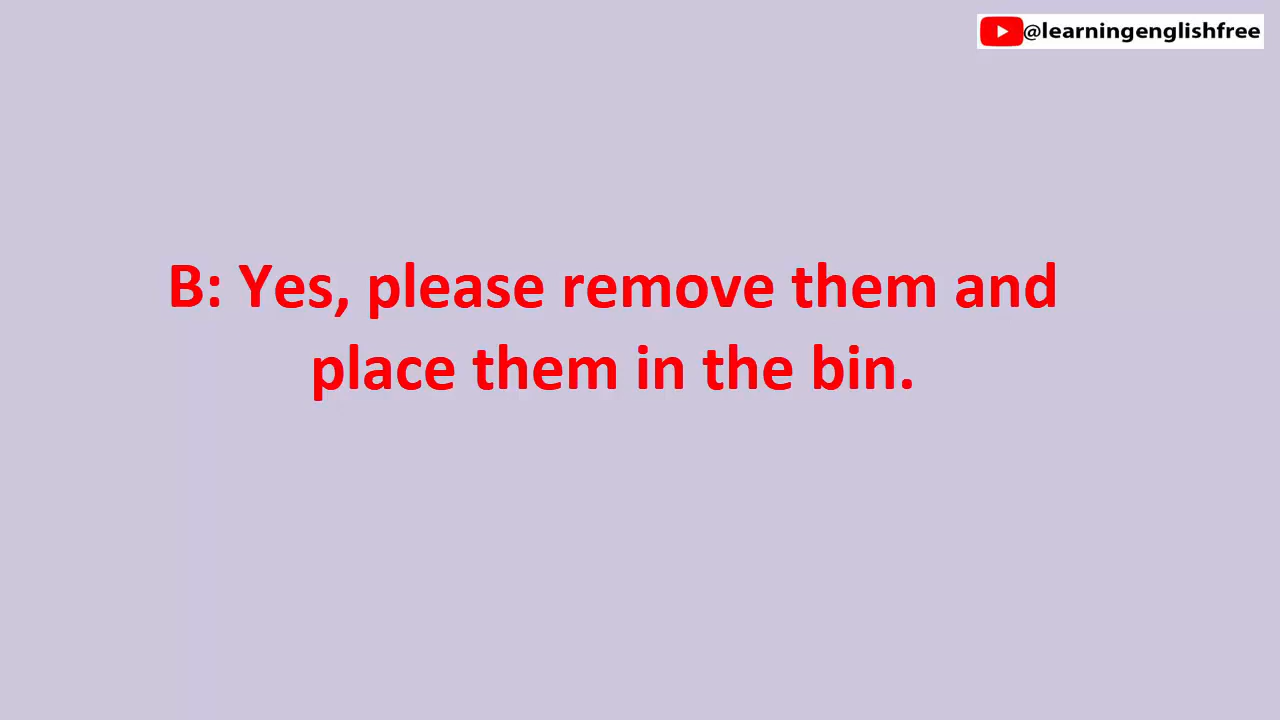 @learningenglishfree
B: Yes, please remove them and
place them in the bin.